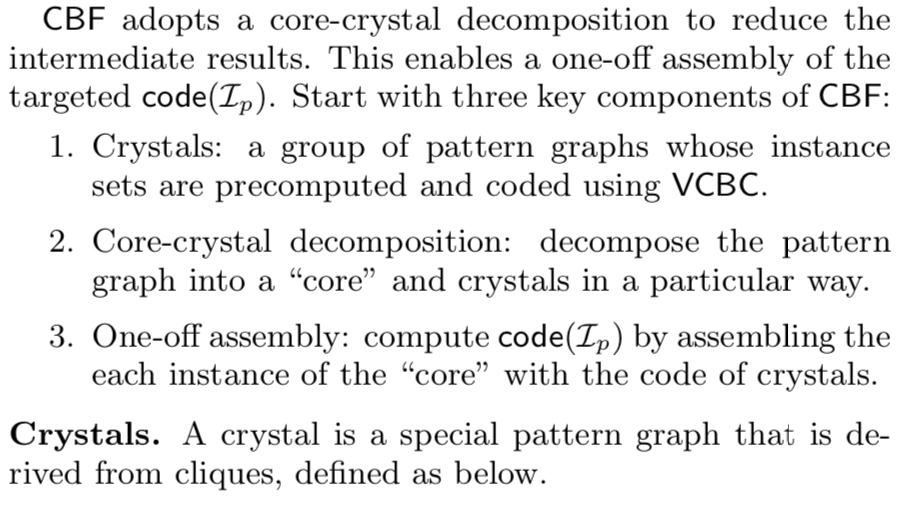 CBF adopts a core-crystal decomposition to reduce the
intermediate results. This enables a one-off assembly of the
targeted code(ℐₚ). Start with three key components of CBF:
1. Crystals: a group of pattern graphs whose instance
sets are precomputed and coded using VCBC.
2. Core-crystal decomposition: decompose the pattern
graph into a “core” and crystals in a particular way.
3. One-off assembly: compute code(ℐₚ) by assembling the
each instance of the “core” with the code of crystals.
Crystals. A crystal is a special pattern graph that is de-
rived from cliques, defined as below.